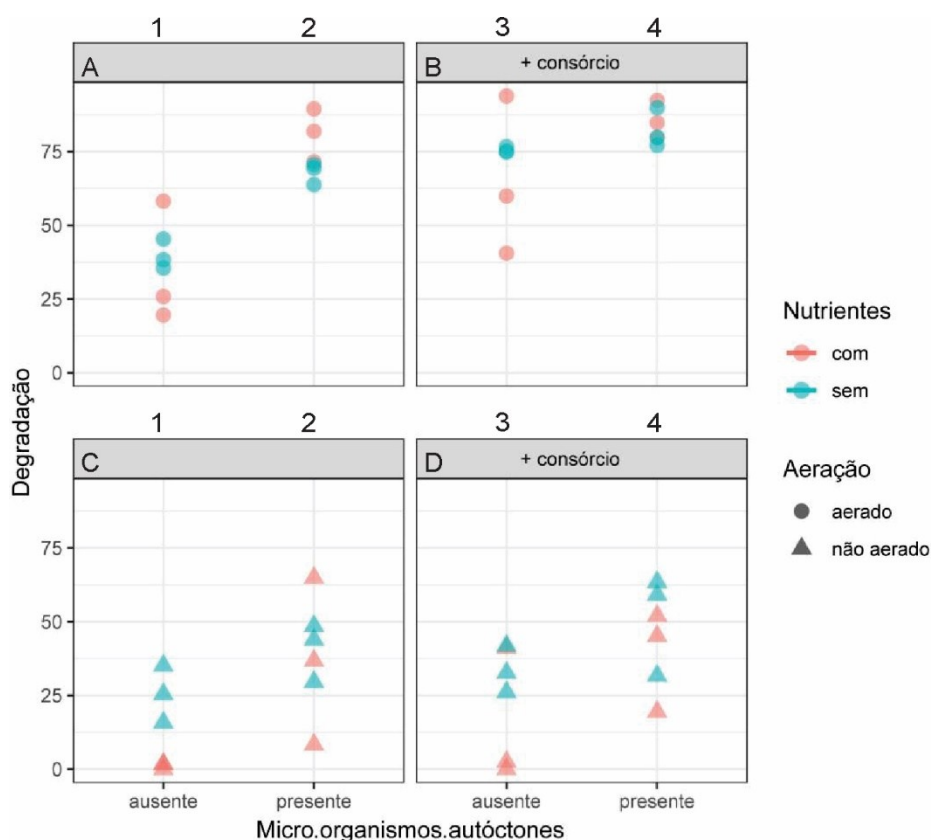 1 2 3 4
A B + consórcio
75
50
25
0
1 2 3 4
C D + consórcio
75
50
25
0
ausente presente ausente presente
Micro.organismos.autóctones
Degradação
Nutrientes
com
sem
Aeração
aerado
não aerado